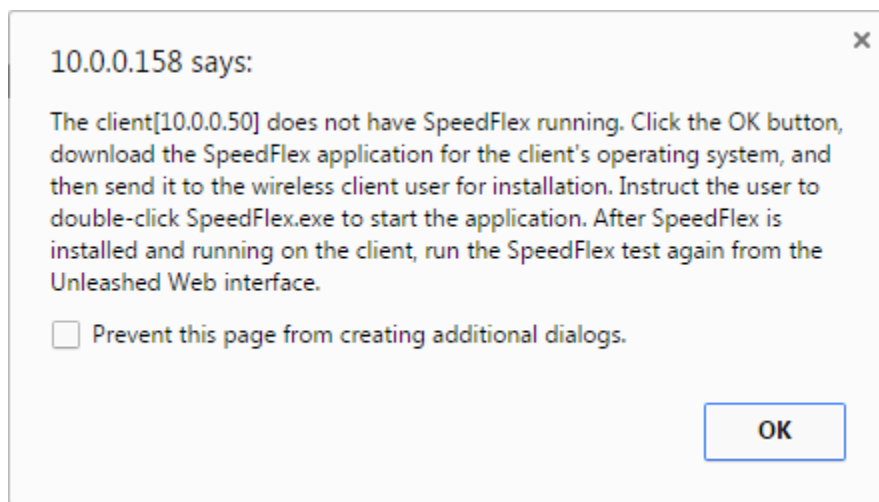 10.0.0.158 says:
The client[10.0.0.50] does not have SpeedFlex running. Click the OK button,
download the SpeedFlex application for the client's operating system, and
then send it to the wireless client user for installation. Instruct the user to
double-click SpeedFlex.exe to start the application. After SpeedFlex is
installed and running on the client, run the SpeedFlex test again from the
Unleashed Web interface.
Prevent this page from creating additional dialogs.
OK